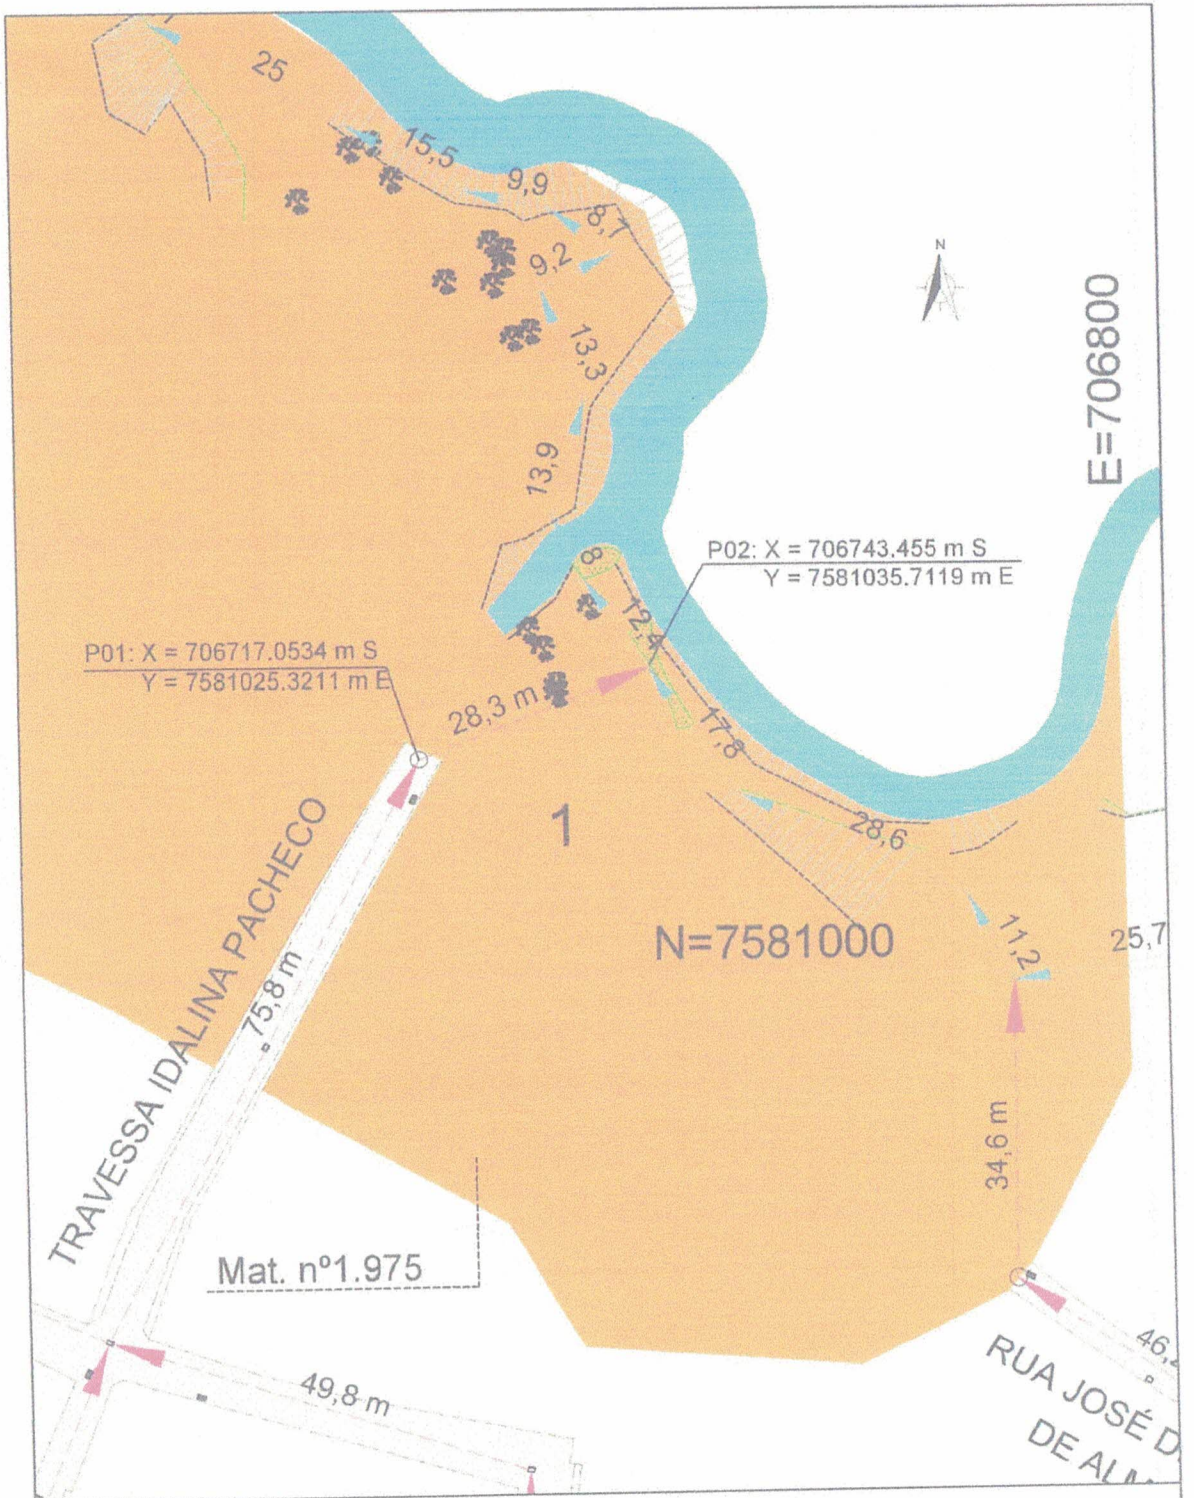 25
15,5
9,9
8,7
9,2
N
13,3
E=706800
13,9
8
P02: X = 706743.455 m S
Y = 7581035.7119 m E
12,4
P01: X = 706717.0534 m S
Y = 7581025.3211 m E
28,3 m
17,8
1
28,6
TRAVESSA IDALINA PACHECO
N=7581000
11,2
25,7
75,8 m
34,6 m
Mat. nº1.975
49,8 m
46,
RUA JOSÉ D
DE ALM